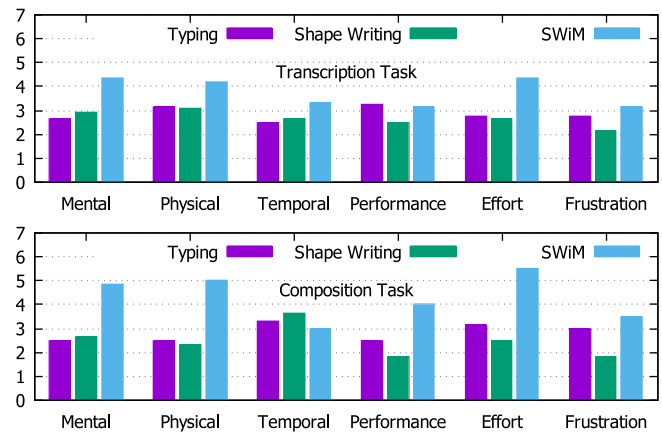 7
Typing Shape Writing SWiM
6
5
Transcription Task
4
3
2
1
0
Mental Physical Temporal Performance Effort Frustration
7
Typing Shape Writing SWiM
6
5
Composition Task
4
3
2
1
0
Mental Physical Temporal Performance Effort Frustration